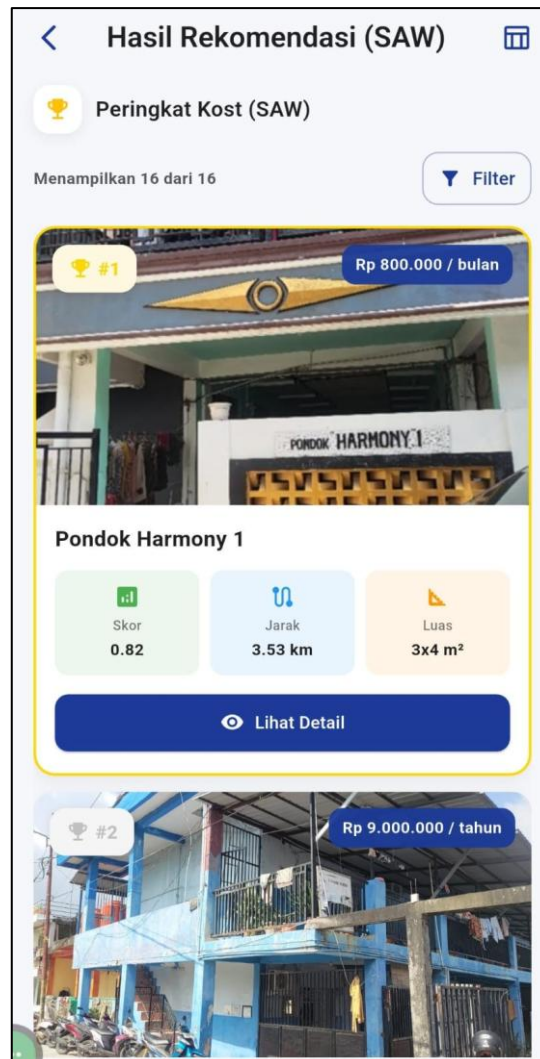 Hasil Rekomendasi (SAW)
Peringkat Kost (SAW)
Menampilkan 16 dari 16
Filter
#1
Rp 800.000 / bulan
PONDOK HARMONY 1
Pondok Harmony 1
Skor
Jarak
Luas
0.82
3.53 km
3x4 m²
Lihat Detail
#2
Rp 9.000.000 / tahun